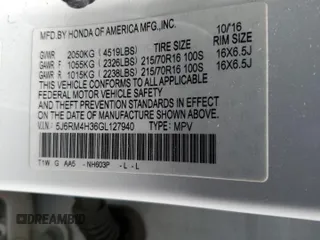 MFD.BY HONDA OF AMERICA MFG.,INC. 10/16
GVWR 2050KG (4519LBS) TIRE SIZE RIM SIZE
GAWR F 1055KG (2326LBS) 215/70R16 100S 16X6.5J
GAWR R 1015KG (2238LBS) 215/70R16 100S 16X6.5J
THIS VEHICLE CONFORMS TO ALL APPLICABLE
FEDERAL MOTOR VEHICLE SAFETY AND
THEFT PREVENTION STANDARDS IN EFFECT ON
THE DATE OF MANUFACTURE SHOWN ABOVE.
V.I.N: 5J6RM4H36GL127940 TYPE: MPV
T1W G AA5 -NH603P -L -L
DREAMBID